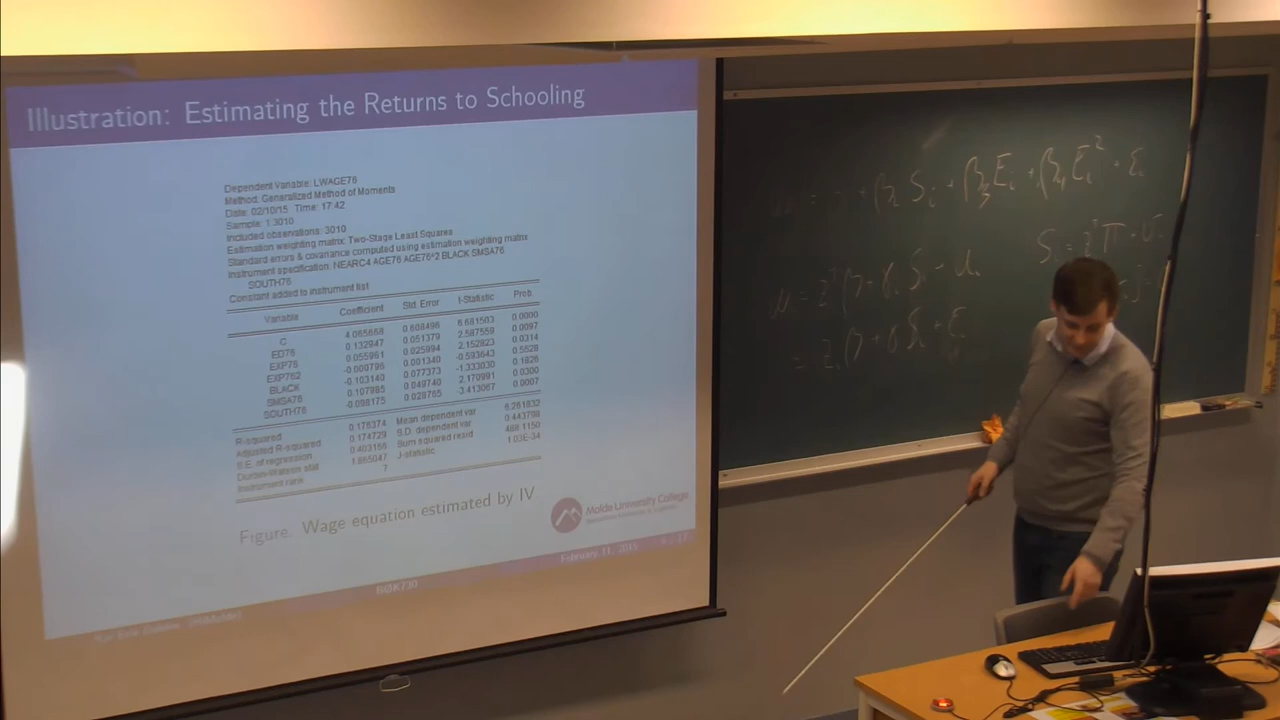 Illustration: Estimating the Returns to Schooling
Dependent Variable: LWAGE76
Method: Generalized Method of Moments
Date: 02/10/15 Time: 17:42
Sample: 1 3010
Included observations: 3010
Estimation weighting matrix: Two-Stage Least Squares
Standard errors & covariance computed using estimation weighting matrix
Instrument specification: NEARC4 AGE76 AGE76^2 BLACK SMSA76
SOUTH76
Constant added to instrument list
Variable Coefficient Std. Error t-Statistic Prob.
C 4.065668 0.608496 6.681503 0.0000
ED76 0.132947 0.051379 2.587559 0.0097
EXP76 0.055961 0.025994 2.152823 0.0314
EXP762 -0.000796 0.001340 -0.593643 0.5528
BLACK -0.103140 0.077373 -1.333030 0.1826
SMSA76 0.107985 0.049740 2.170991 0.0300
SOUTH76 -0.098175 0.028765 -3.413067 0.0007
R-squared 0.176374 Mean dependent var 6.261832
Adjusted R-squared 0.174729 S.D. dependent var 0.443798
S.E. of regression 0.403166 Sum squared resid 488.1150
Durbin-Watson stat 1.865047 J-statistic 1.03E-34
Instrument rank 7
Figure. Wage equation estimated by IV
Molde University College
February 11, 2015
BØK730
β₂ Sᵢ + β₃Eᵢ + β₄Eᵢ² + εᵢ